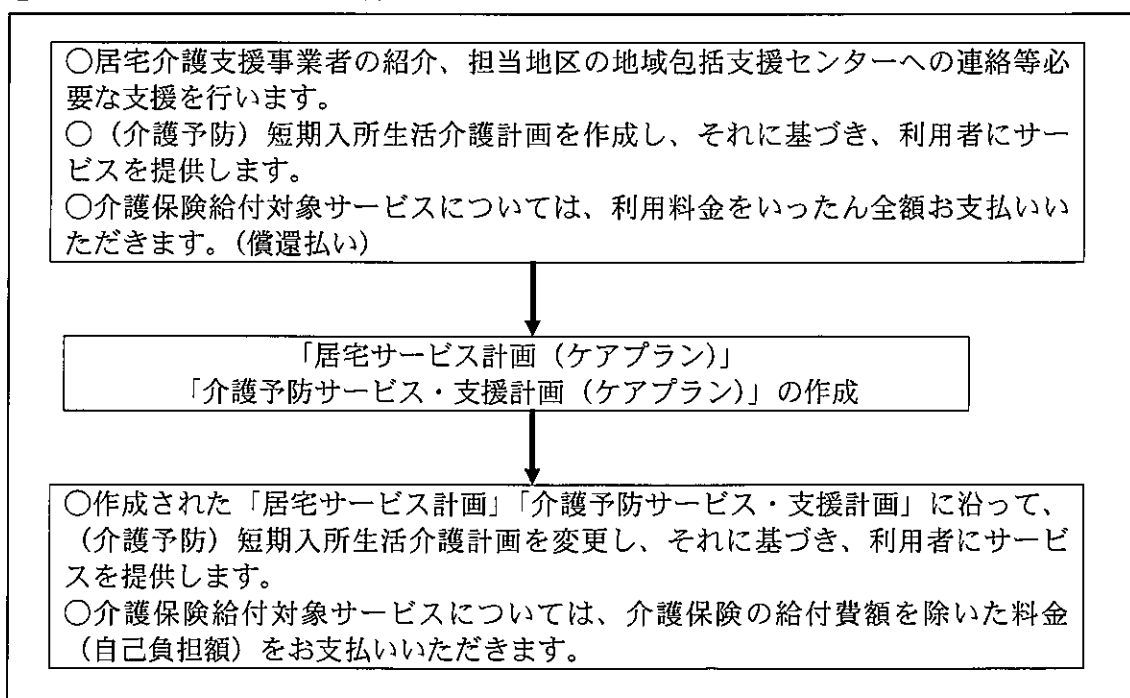 ○居宅介護支援事業者の紹介、担当地区の地域包括支援センターへの連絡等必
要な支援を行います。
○（介護予防）短期入所生活介護計画を作成し、それに基づき、利用者にサー
ビスを提供します。
○介護保険給付対象サービスについては、利用料金をいったん全額お支払いい
ただきます。（償還払い）
「居宅サービス計画（ケアプラン）」
「介護予防サービス・支援計画（ケアプラン）」の作成
○作成された「居宅サービス計画」「介護予防サービス・支援計画」に沿って、
（介護予防）短期入所生活介護計画を変更し、それに基づき、利用者にサービ
スを提供します。
○介護保険給付対象サービスについては、介護保険の給付費額を除いた料金
（自己負担額）をお支払いいただきます。